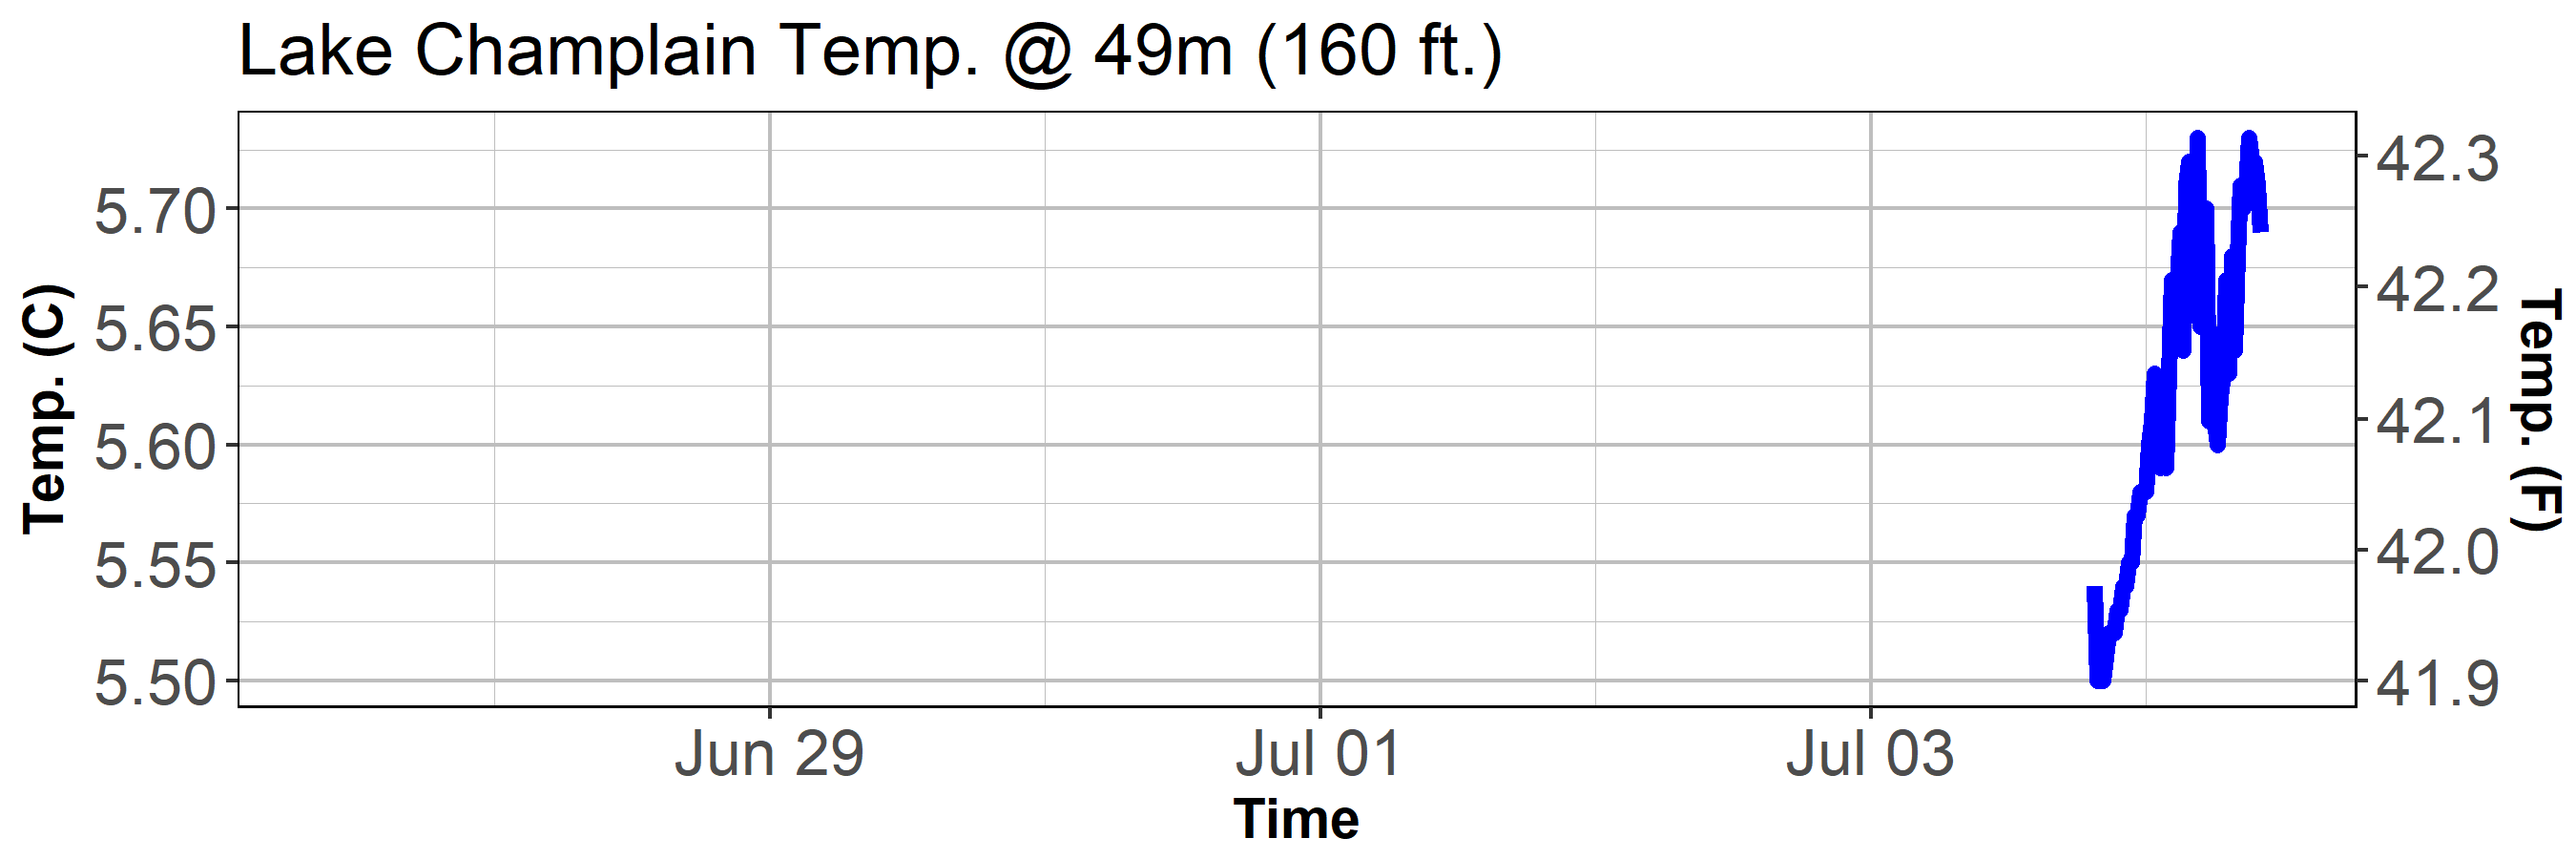 Lake Champlain Temp. @ 49m (160 ft.)
Temp. (C)
5.70
5.65
5.60
5.55
5.50
42.3
42.2
42.1
42.0
41.9
Temp. (F)
Jun 29 Jul 01 Jul 03
Time